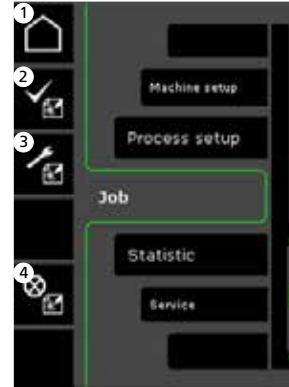 1
2
Machine setup
3
Process setup
Job
Statistic
4
Service